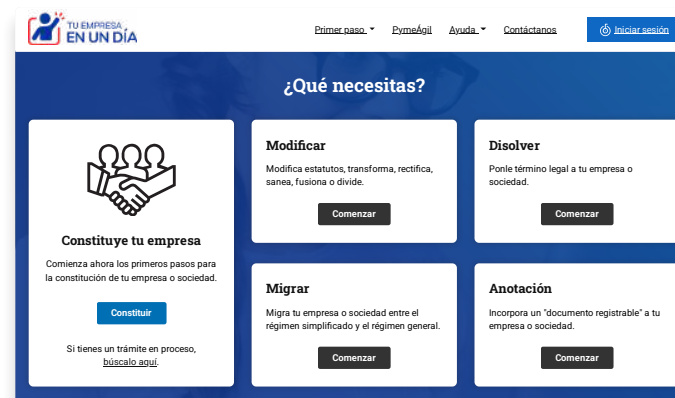 TU EMPRESA
EN UN DÍA
Primer paso
PymeÁgil
Ayuda
Contáctanos
Iniciar sesión
¿Qué necesitas?
Constituye tu empresa
Comienza ahora los primeros pasos para
la constitución de tu empresa o sociedad.
Constituir
Si tienes un trámite en proceso,
búscalo aquí.
Modificar
Modifica estatutos, transforma, rectifica,
sanea, fusiona o divide.
Comenzar
Disolver
Ponle término legal a tu empresa o
sociedad.
Comenzar
Migrar
Migra tu empresa o sociedad entre el
régimen simplificado y el régimen general.
Comenzar
Anotación
Incorpora un "documento registrable" a tu
empresa o sociedad.
Comenzar